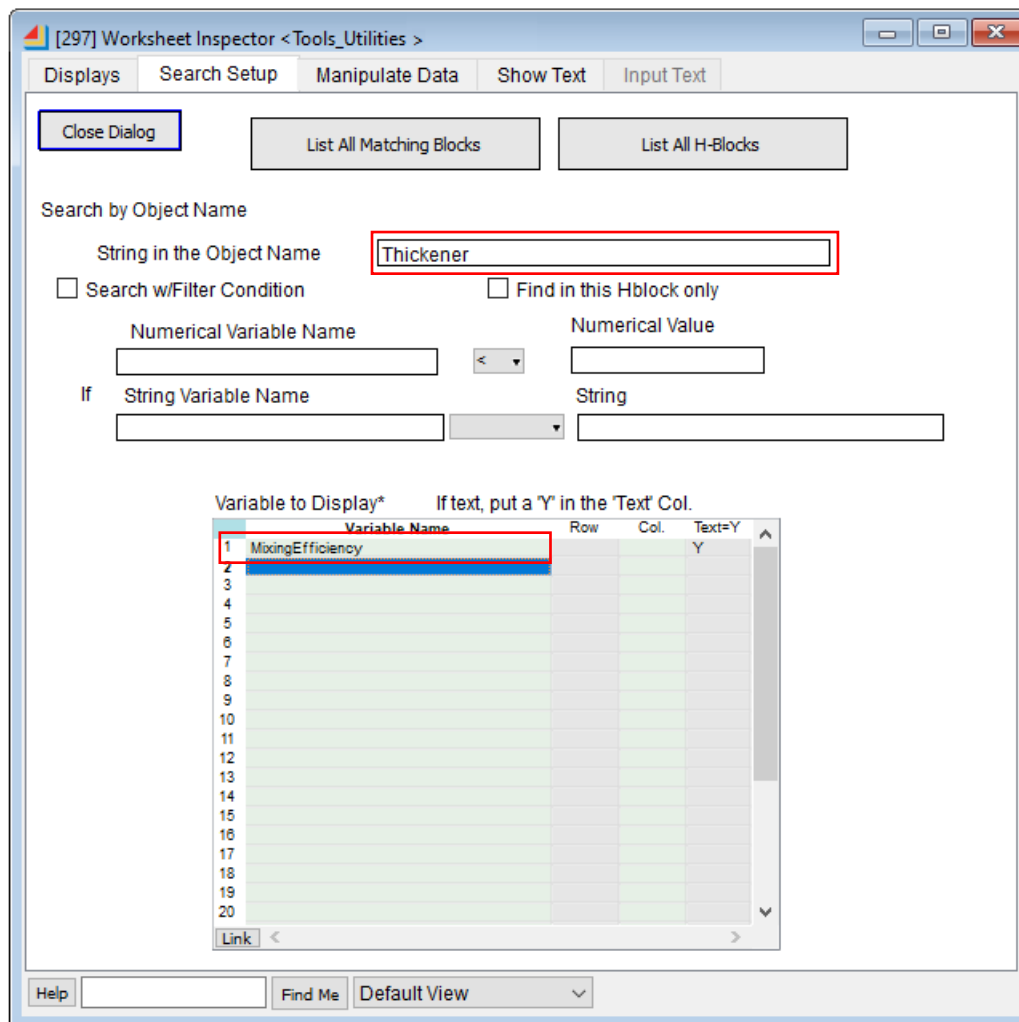 [297] Worksheet Inspector <Tools_Utilities >
Displays Search Setup Manipulate Data Show Text Input Text
Close Dialog List All Matching Blocks List All H-Blocks
Search by Object Name
String in the Object Name Thickener
Search w/Filter Condition Find in this Hblock only
Numerical Variable Name Numerical Value
<
If String Variable Name String
Variable to Display* If text, put a 'Y' in the 'Text' Col.
Variable Name Row Col. Text=Y
1 MixingEfficiency Y
2
3
4
5
6
7
8
9
10
11
12
13
14
15
16
17
18
19
20
Link
Help Find Me Default View